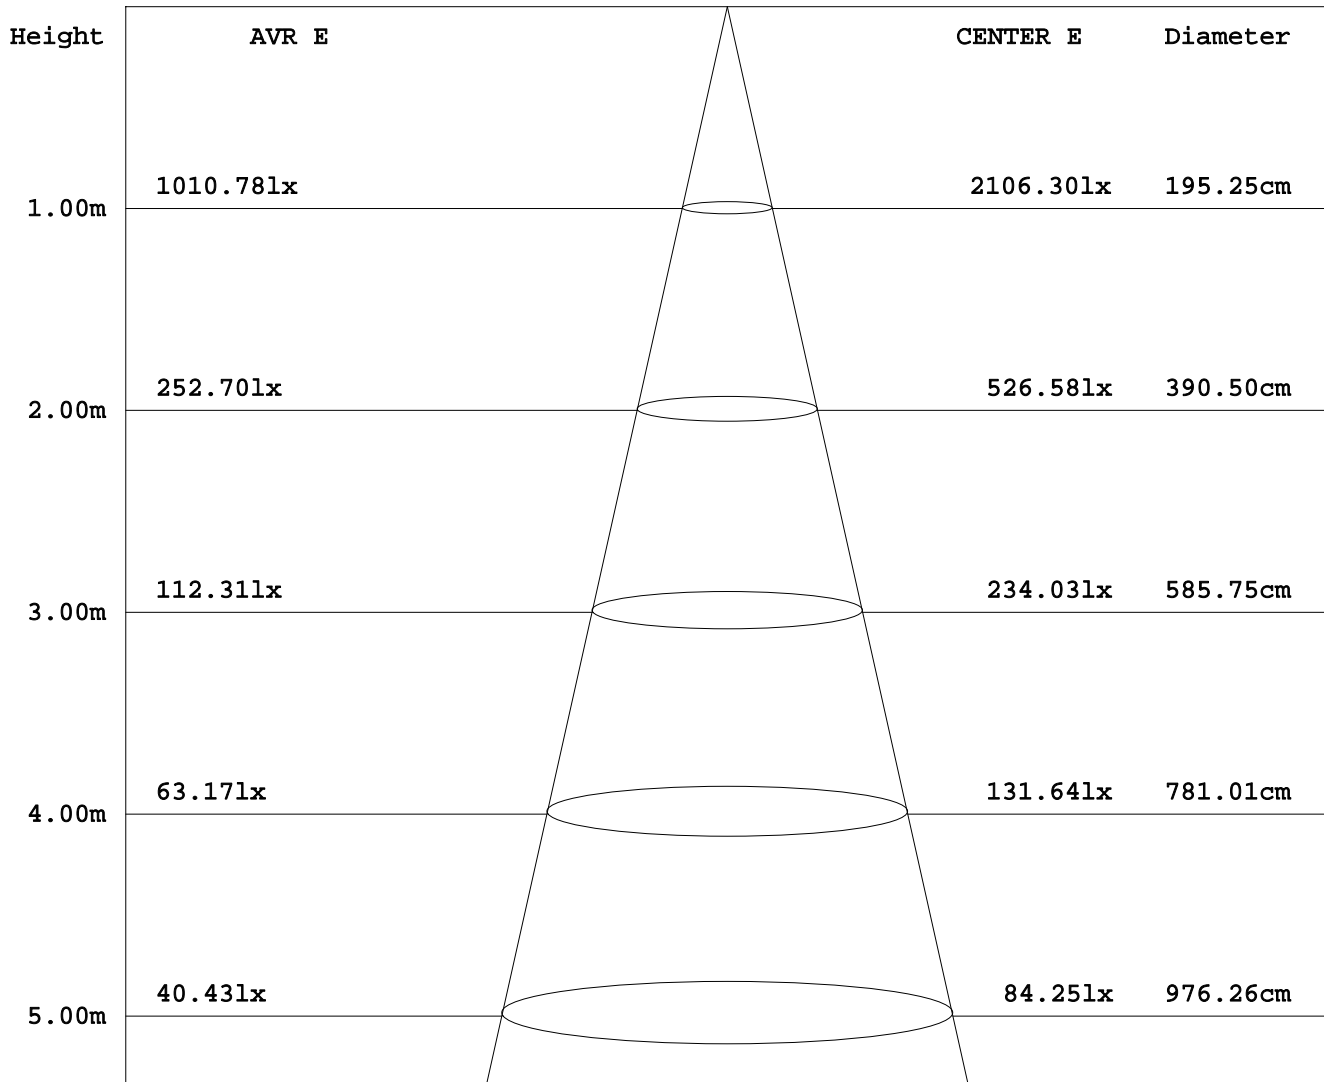 Height AVR E CENTER E Diameter
1010.78lx 2106.30lx 195.25cm
1.00m
252.70lx 526.58lx 390.50cm
2.00m
112.31lx 234.03lx 585.75cm
3.00m
63.17lx 131.64lx 781.01cm
4.00m
40.43lx 84.25lx 976.26cm
5.00m